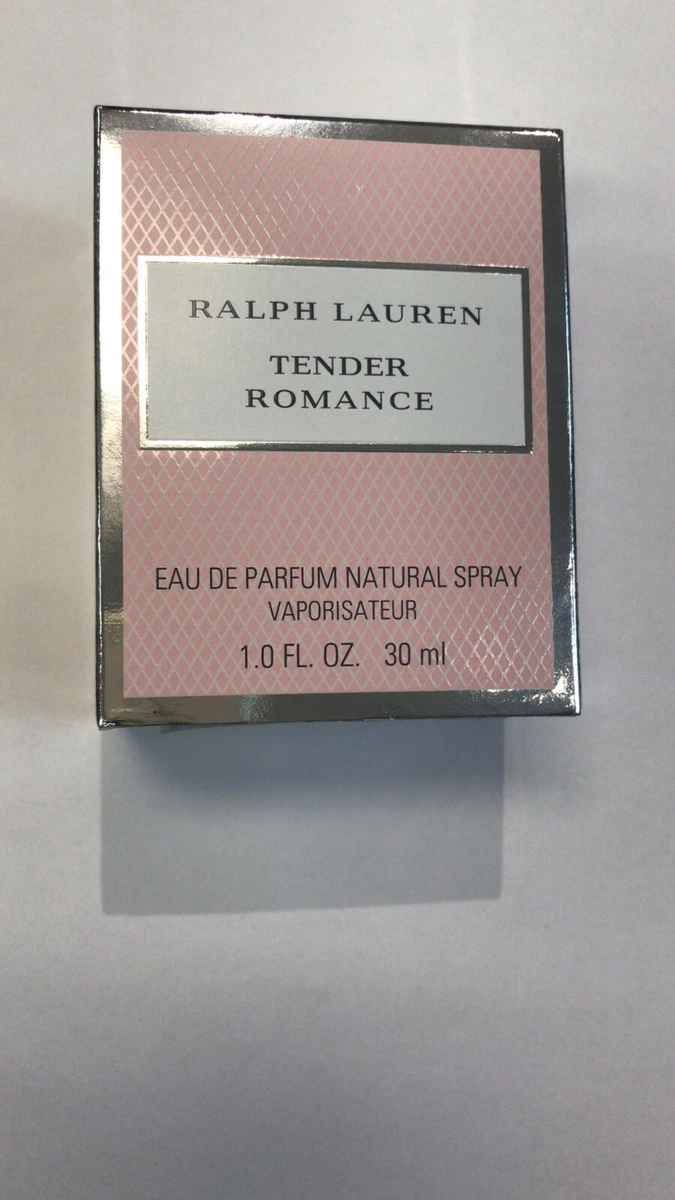 RALPH LAUREN
TENDER
ROMANCE
EAU DE PARFUM NATURAL SPRAY
VAPORISATEUR
1.0 FL. OZ. 30 ml